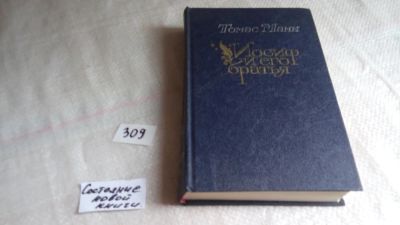 Томас Манн
Иосиф
и его
братья
309
Состояние
новой
книги